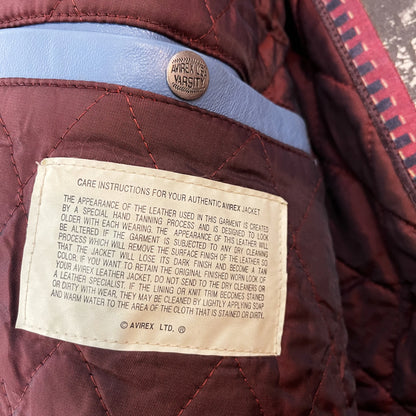 AVIREX U.S.A.
VARSITY
CARE INSTRUCTIONS FOR YOUR AUTHENTIC AVIREX JACKET
THE APPEARANCE OF THE LEATHER USED IN THIS GARMENT IS CREATED
BY A SPECIAL HAND TANNING PROCESS AND IS DESIGNED TO LOOK
OLDER WITH EACH WEARING. THE APPEARANCE OF THIS LEATHER WILL
BE ALTERED IF THE GARMENT IS SUBJECTED TO ANY DRY CLEANING
PROCESS WHICH WILL REMOVE THE SURFACE FINISH OF THE LEATHER SO
THAT THE JACKET WILL LOSE ITS DARK FINISH AND BECOME A TAN
COLOR. IF YOU WANT TO RETAIN THE ORIGINAL FINISHED WORN LOOK OF
YOUR AVIREX LEATHER JACKET, DO NOT SEND TO THE DRY CLEANERS OR
A LEATHER SPECIALIST. IF THE LINING OR KNIT TRIM BECOMES STAINED
OR DIRTY WITH WEAR, THEY MAY BE CLEANED BY LIGHTLY APPLYING SOAP
AND WARM WATER TO THE AREA OF THE CLOTH THAT IS STAINED OR DIRTY.
© AVIREX LTD. ®